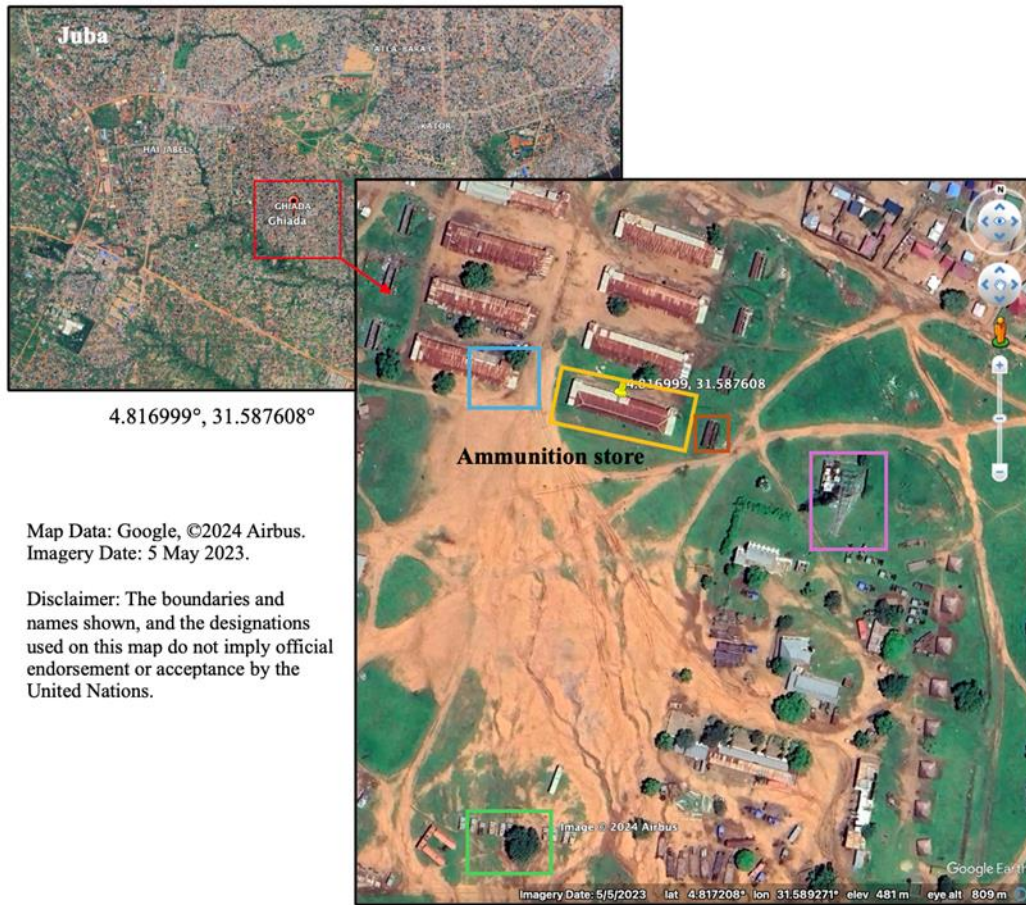 Juba
ATLA BARA C
KATOR
HAI JABEL
GHIADA
Ghiada
N
4.816999°, 31.587608°
4.816999, 31.587608
Ammunition store
Map Data: Google, ©2024 Airbus.
Imagery Date: 5 May 2023.
Disclaimer: The boundaries and
names shown, and the designations
used on this map do not imply official
endorsement or acceptance by the
United Nations.
Image © 2024 Airbus
Google Earth
Imagery Date: 5/5/2023 lat 4.817208° lon 31.589271° elev 481 m eye alt 809 m